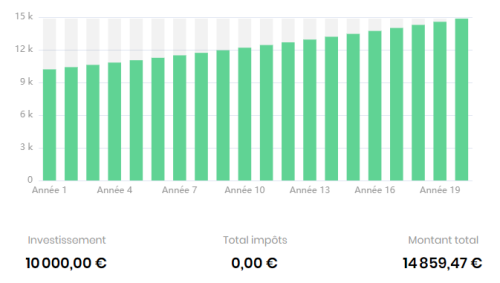 15 k
12 k
9 k
6 k
3 k
0
Année 1 Année 4 Année 7 Année 10 Année 13 Année 16 Année 19
Investissement Total impôts Montant total
10 000,00 € 0,00 € 14 859,47 €